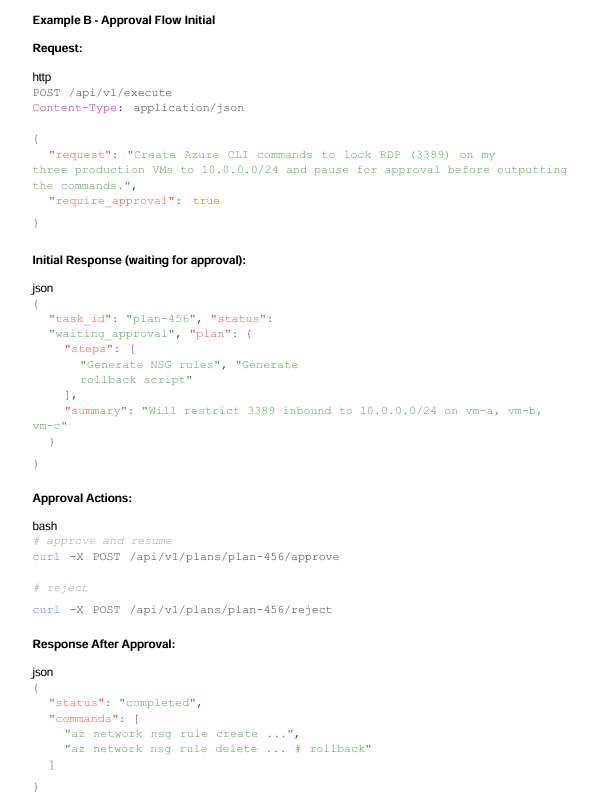 Example B - Approval Flow Initial
Request:
http
POST /api/v1/execute
Content-Type: application/json
{
"request": "Create Azure CLI commands to lock RDP (3389) on my
three production VMs to 10.0.0.0/24 and pause for approval before outputting
the commands.",
"require_approval": true
}
Initial Response (waiting for approval):
json
{
"task_id": "plan-456", "status":
"waiting_approval", "plan": {
"steps": [
"Generate NSG rules", "Generate
rollback script"
],
"summary": "Will restrict 3389 inbound to 10.0.0.0/24 on vm-a, vm-b,
vm-c"
}
}
Approval Actions:
bash
# approve and resume
curl -X POST /api/v1/plans/plan-456/approve
# reject
curl -X POST /api/v1/plans/plan-456/reject
Response After Approval:
json
{
"status": "completed",
"commands": [
"az network nsg rule create ...",
"az network nsg rule delete ... # rollback"
]
}